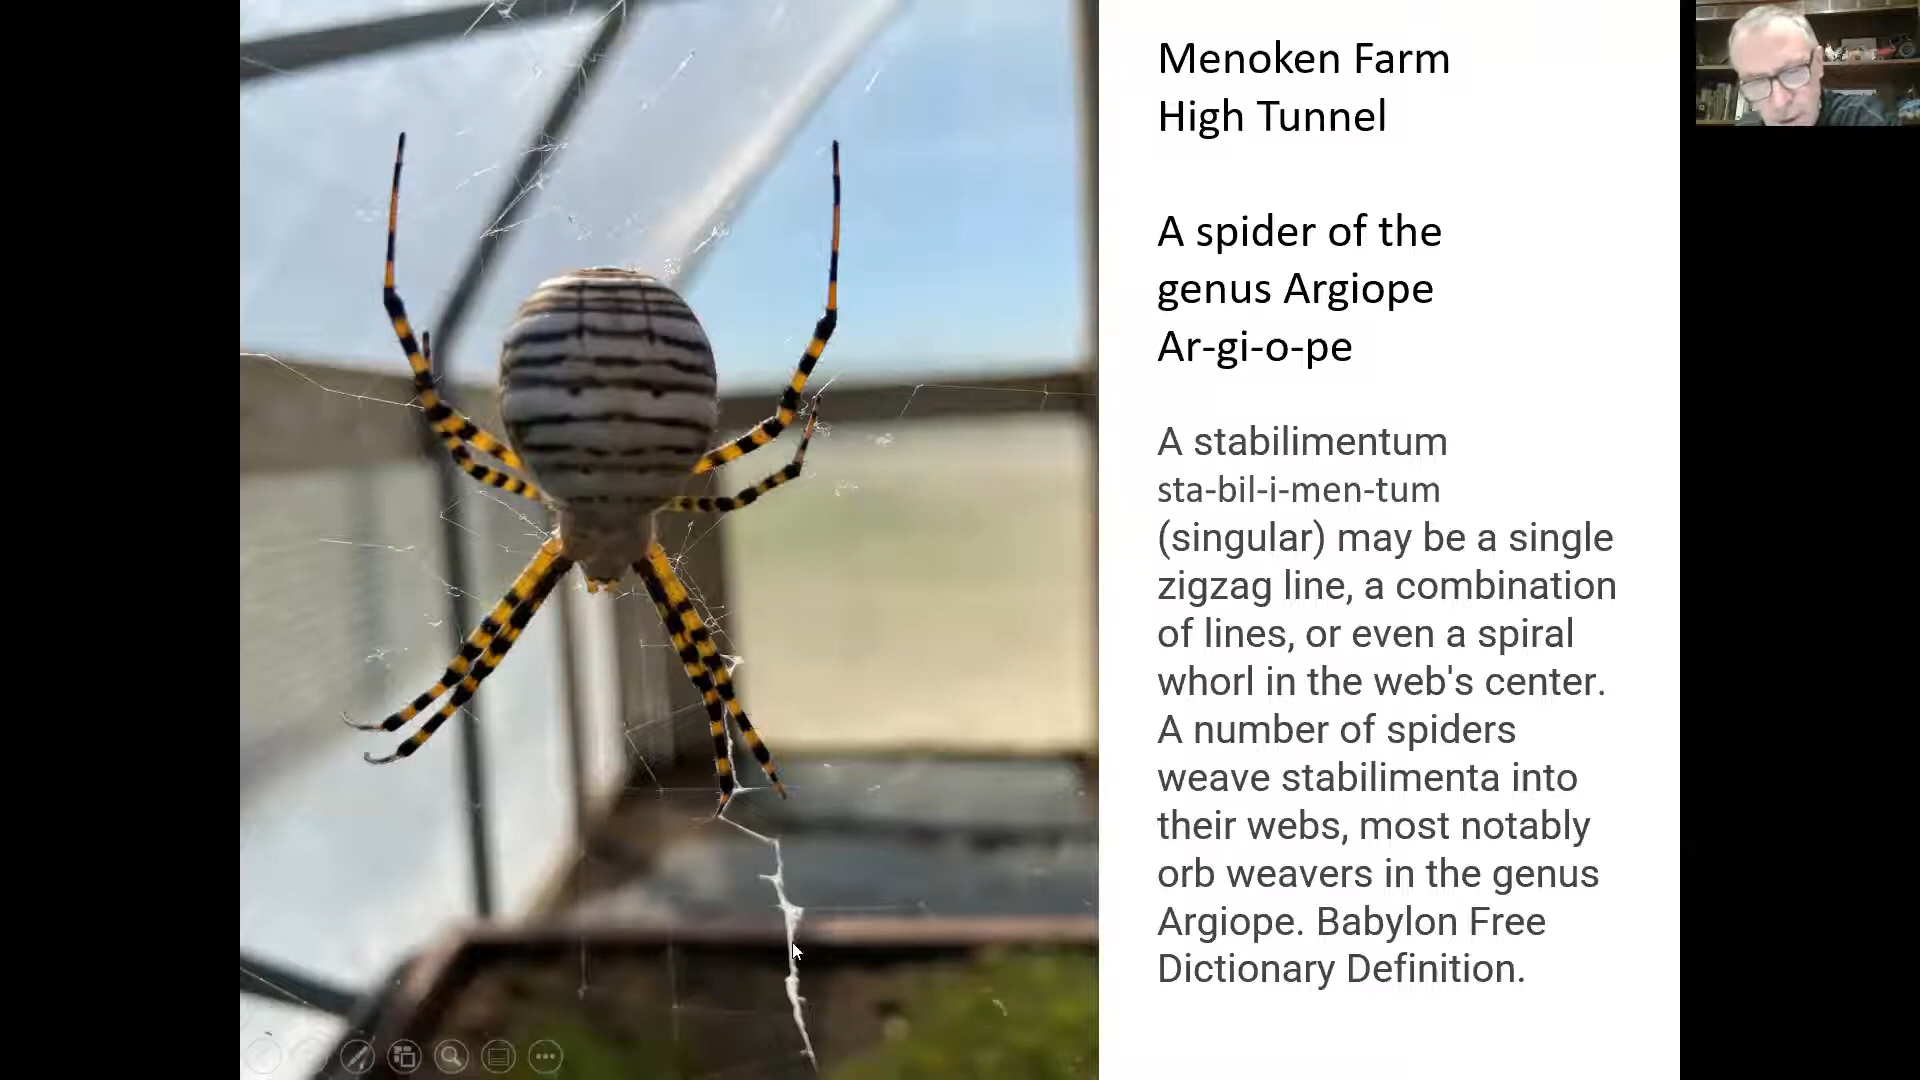 Menoken Farm
High Tunnel
A spider of the
genus Argiope
Ar-gi-o-pe
A stabilimentum
sta-bil-i-men-tum
(singular) may be a single
zigzag line, a combination
of lines, or even a spiral
whorl in the web's center.
A number of spiders
weave stabilimenta into
their webs, most notably
orb weavers in the genus
Argiope. Babylon Free
Dictionary Definition.